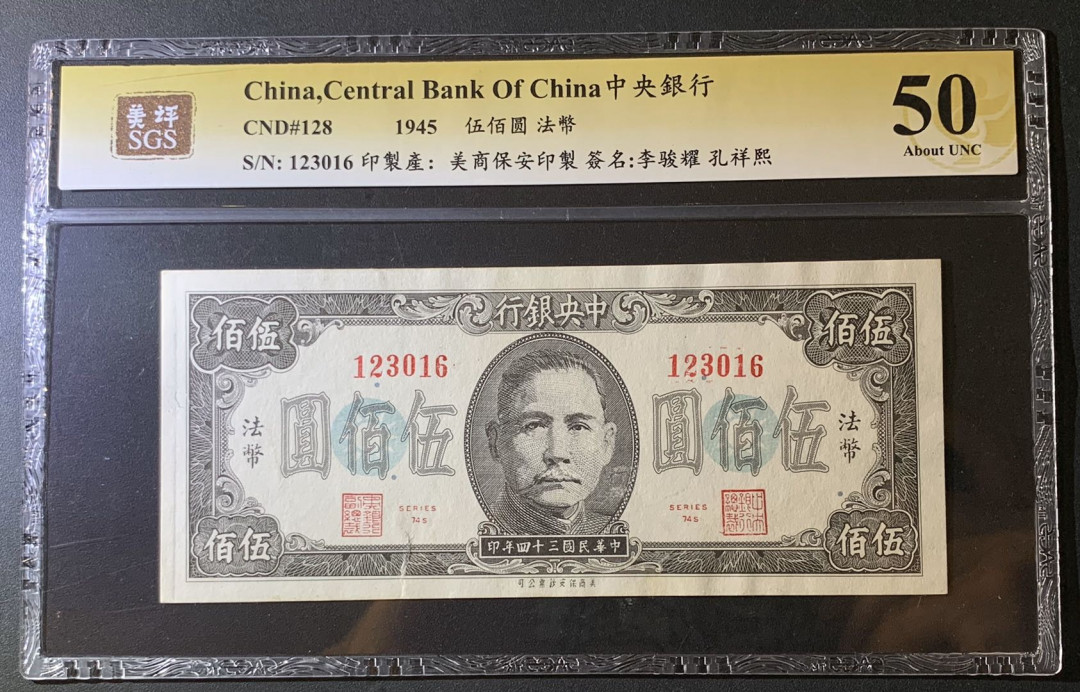 美祥
SGS
China,Central Bank Of China中央銀行
CND#128 1945 伍佰圆 法幣
S/N: 123016 印製產: 美商保安印製 簽名:李骏耀 孔祥熙
50
About UNC
行銀央中
佰伍
佰伍
123016
123016
圓佰伍
圓佰伍
法幣
法幣
SERIES
74S
SERIES
74S
佰伍
佰伍
印年四十三國民華中